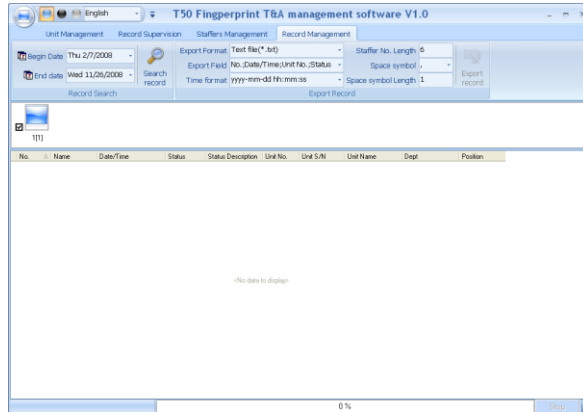 English T50 Fingperprint T&A management software V1.0
Unit Management Record Supervision Staffers Management Record Management
Begin Date Thu 2/7/2008
End date Wed 11/26/2008
Search record
Record Search
Export Format Text file(*.txt) Staffer No. Length 6
Export Field No.;Date/Time;Unit No.;Status Space symbol ,
Time format yyyy-mm-dd hh:mm:ss Space symbol Length 1
Export record
Export Record
1[1]
No. Name Date/Time Status Status Description Unit No. Unit S/N Unit Name Dept Position
<No data to display>
0 %
Stop